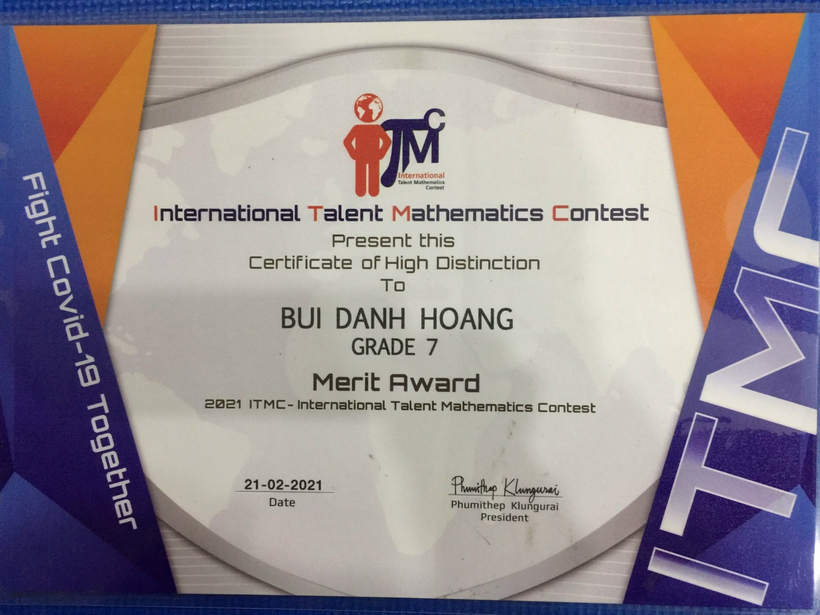 TMC
International
Talent Mathematics
Contest
International Talent Mathematics Contest
Present this
Certificate of High Distinction
To
BUI DANH HOANG
GRADE 7
Merit Award
2021 ITMC- International Talent Mathematics Contest
21-02-2021
Date
Phumithep Klungurai
Phumithep Klungurai
President
Fight Covid-19 Together
ITMC